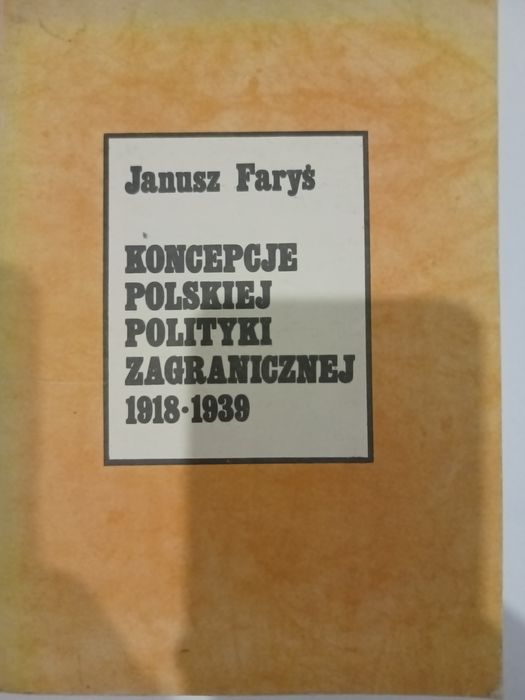 Janusz Faryś
KONCEPCJE
POLSKIEJ
POLITYKI
ZAGRANICZNEJ
1918·1939